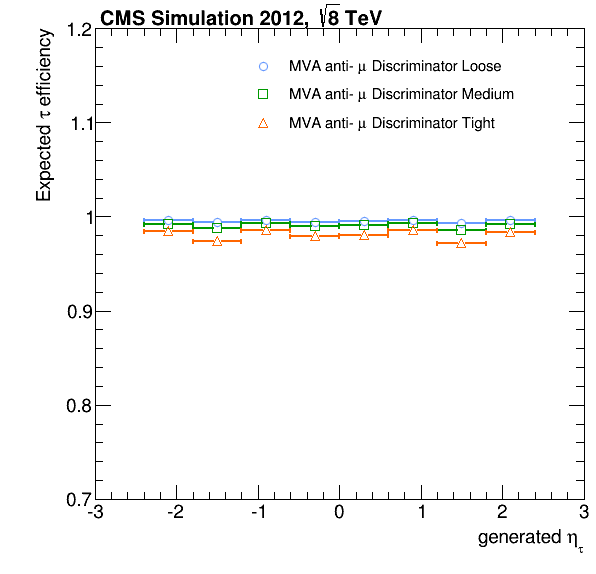 CMS Simulation 2012, √8 TeV
Expected τ efficiency
MVA anti- μ Discriminator Loose
MVA anti- μ Discriminator Medium
MVA anti- μ Discriminator Tight
1.2
1.1
1
0.9
0.8
0.7
-3 -2 -1 0 1 2 3
generated ητ